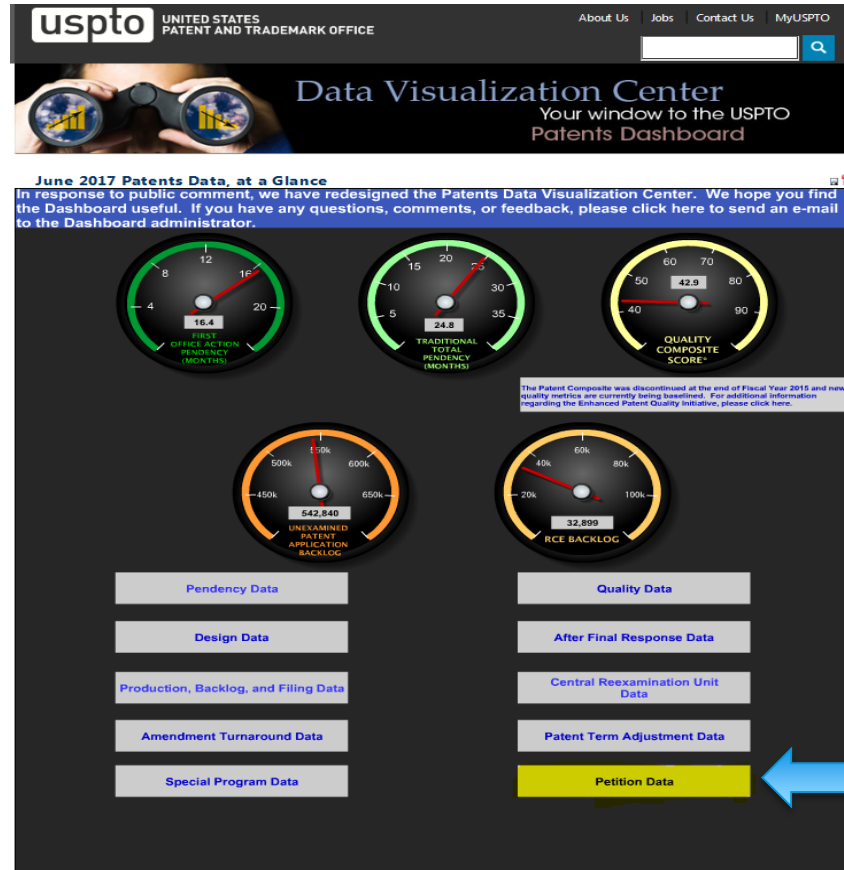 uspto UNITED STATES
PATENT AND TRADEMARK OFFICE
About Us Jobs Contact Us MyUSPTO
Data Visualization Center
Your window to the USPTO
Patents Dashboard
June 2017 Patents Data, at a Glance
In response to public comment, we have redesigned the Patents Data Visualization Center. We hope you find
the Dashboard useful. If you have any questions, comments, or feedback, please click here to send an e-mail
to the Dashboard administrator.
4 8 12 16 20
16.4
FIRST
OFFICE ACTION
PENDENCY
(MONTHS)
5 10 15 20 25 30 35
24.8
TRADITIONAL
TOTAL
PENDENCY
(MONTHS)
40 50 60 70 80 90
42.9
QUALITY
COMPOSITE
SCORE*
The Patent Composite was discontinued at the end of Fiscal Year 2015 and new
quality metrics are currently being baselined. For additional information
regarding the Enhanced Patent Quality Initiative, please click here.
450k 500k 550k 600k 650k
542,840
UNEXAMINED
PATENT
APPLICATION
BACKLOG
20k 40k 60k 80k 100k
32,899
RCE BACKLOG
Pendency Data
Quality Data
Design Data
After Final Response Data
Production, Backlog, and Filing Data
Central Reexamination Unit
Data
Amendment Turnaround Data
Patent Term Adjustment Data
Special Program Data
Petition Data